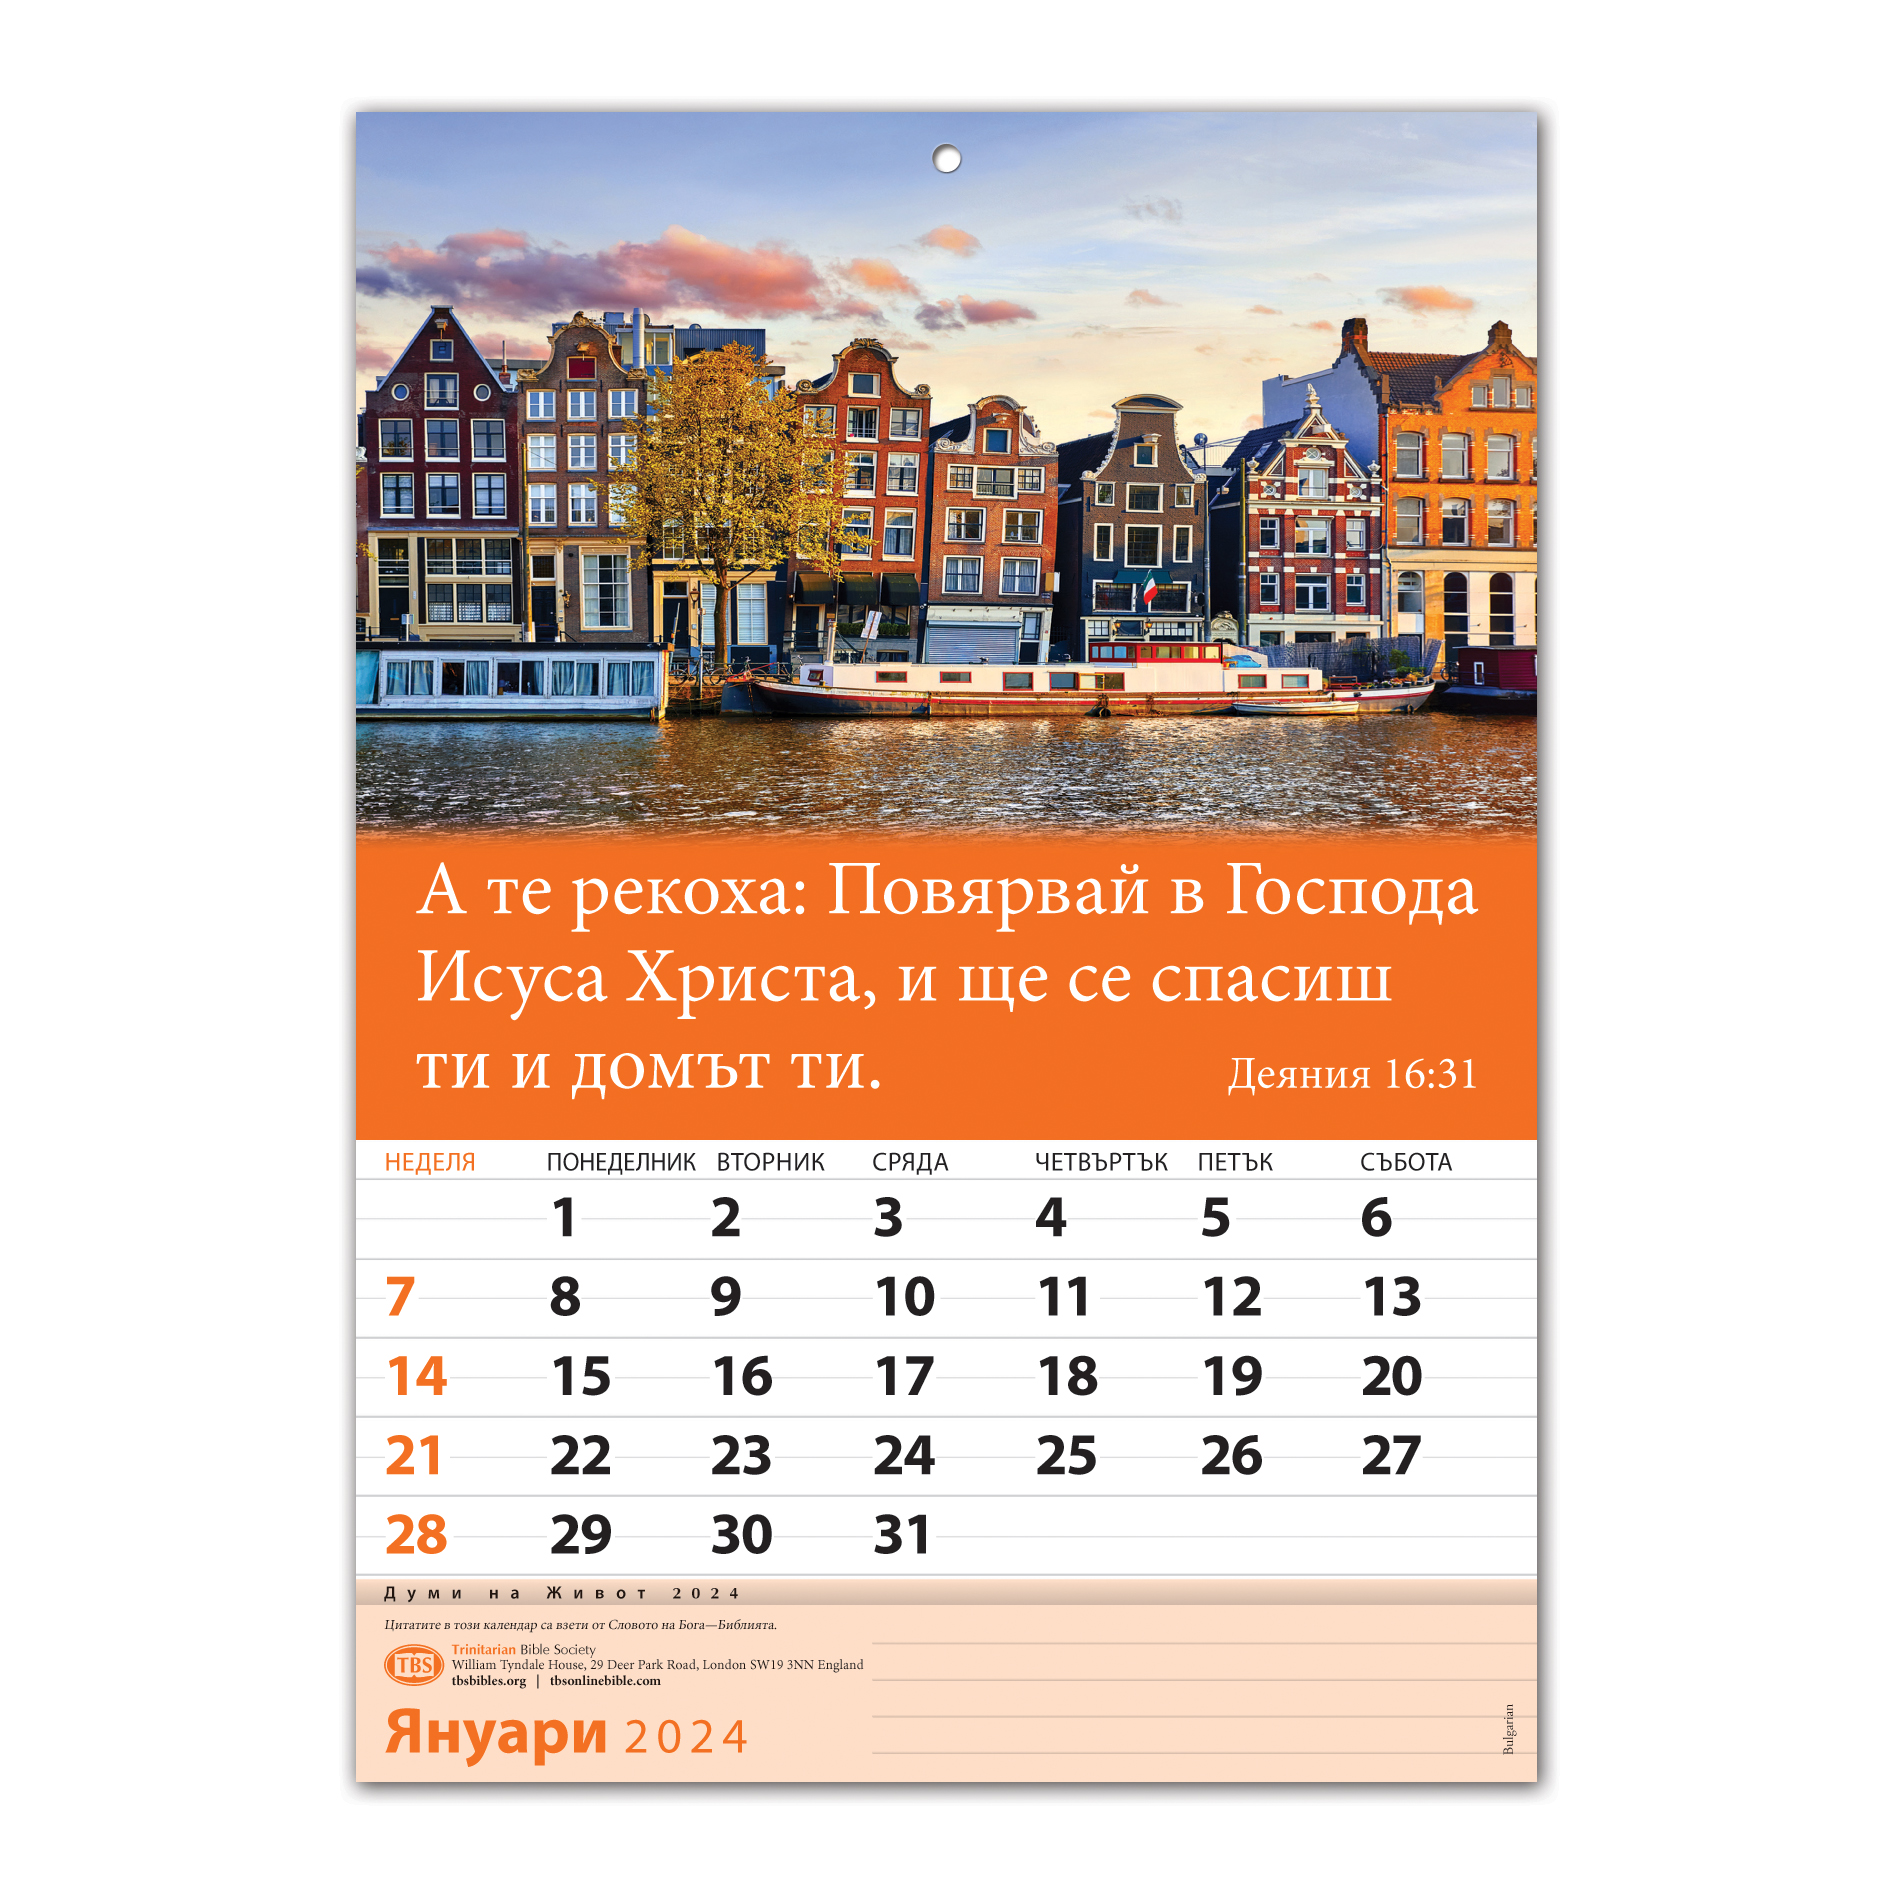 А те рекоха: Повярвай в Господа
Исуса Христа, и ще се спасиш
ти и домът ти.
Деяния 16:31
НЕДЕЛЯ ПОНЕДЕЛНИК ВТОРНИК СРЯДА ЧЕТВЪРТЪК ПЕТЪК СЪБОТА
1 2 3 4 5 6
7 8 9 10 11 12 13
14 15 16 17 18 19 20
21 22 23 24 25 26 27
28 29 30 31
Думи на Живот 2024
Цитатите в този календар са взети от Словото на Бога—Библията.
TBS
Trinitarian Bible Society
William Tyndale House, 29 Deer Park Road, London SW19 3NN England
tbsbibles.org | tbsonlinebible.com
Януари 2024
Bulgarian